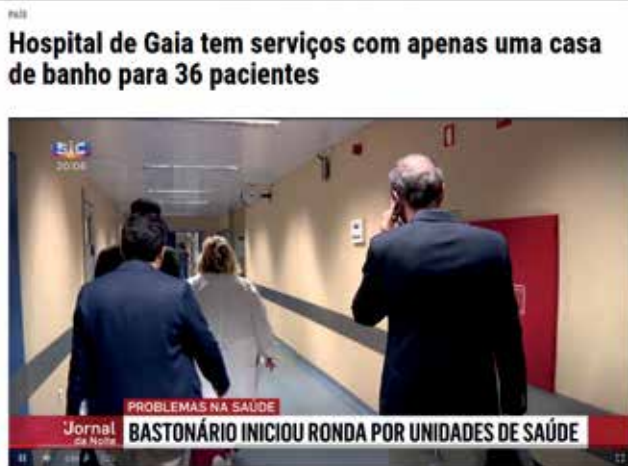 PAÍS
Hospital de Gaia tem serviços com apenas uma casa
de banho para 36 pacientes
SIC
20:06
PROBLEMAS NA SAÚDE
Jornal
da Noite
BASTONÁRIO INICIOU RONDA POR UNIDADES DE SAÚDE